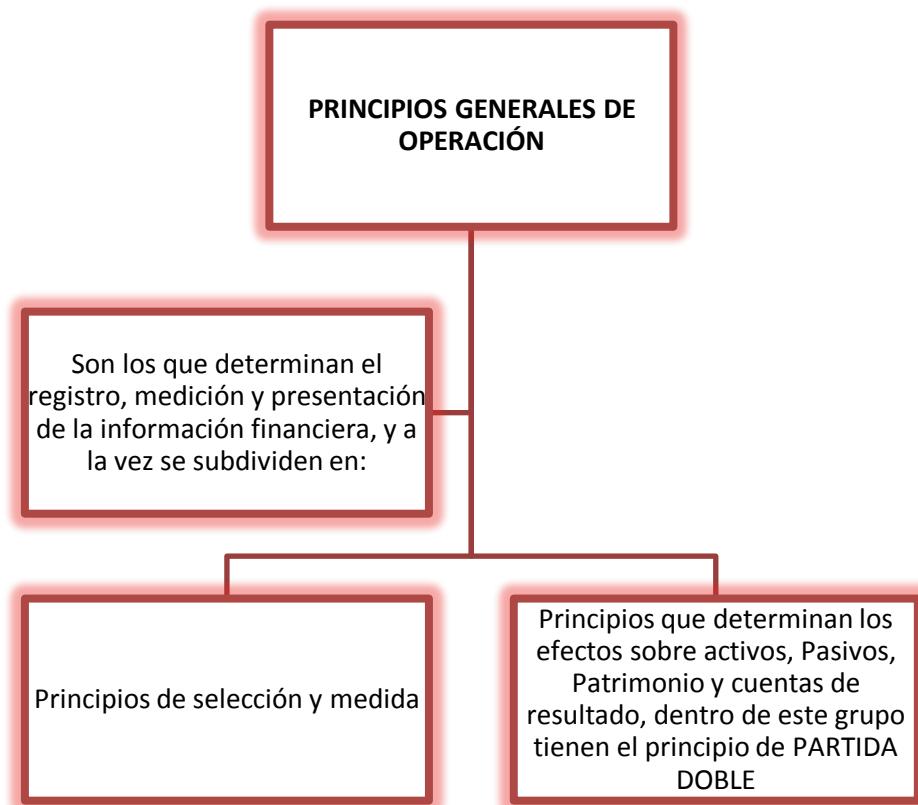 PRINCIPIOS GENERALES DE
OPERACIÓN
Son los que determinan el
registro, medición y presentación
de la información financiera, y a
la vez se subdividen en:
Principios de selección y medida
Principios que determinan los
efectos sobre activos, Pasivos,
Patrimonio y cuentas de
resultado, dentro de este grupo
tienen el principio de PARTIDA
DOBLE